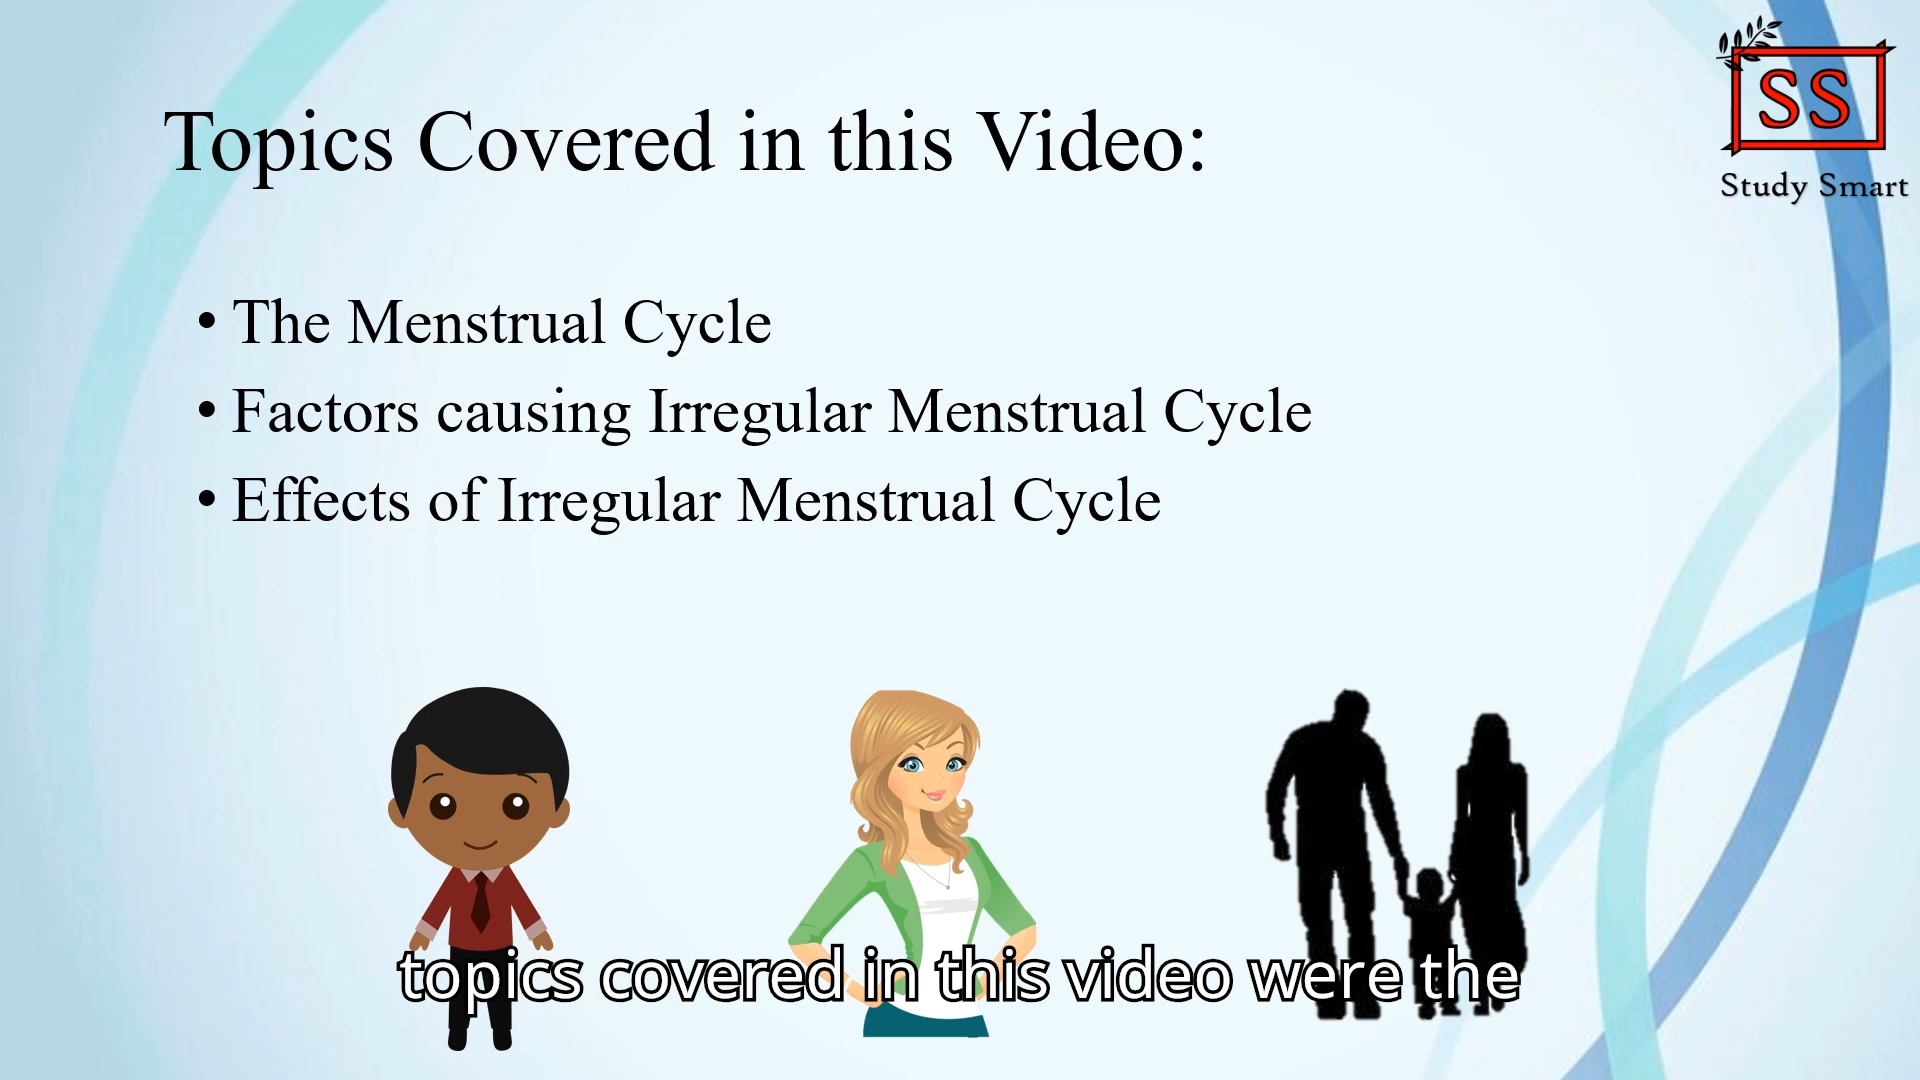 SS
Study Smart
Topics Covered in this Video:
• The Menstrual Cycle
• Factors causing Irregular Menstrual Cycle
• Effects of Irregular Menstrual Cycle
topics covered in this video were the